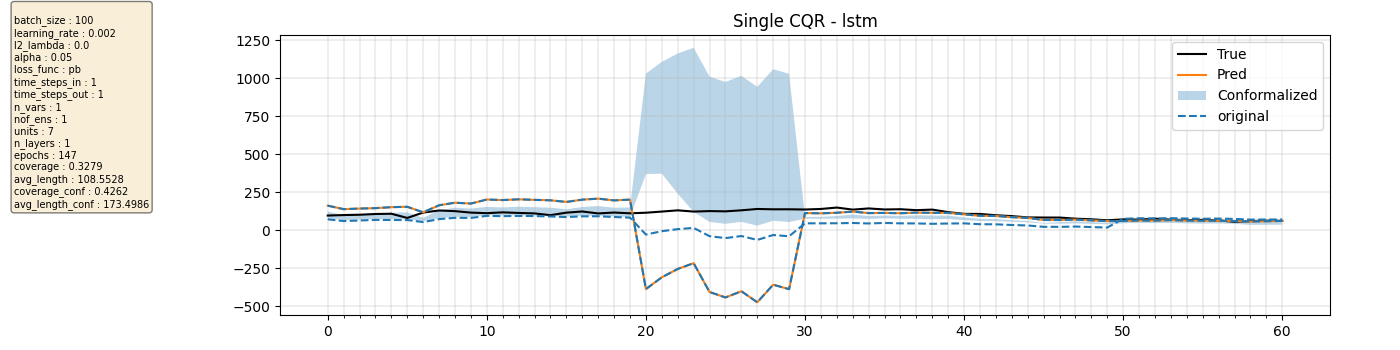 batch_size : 100
learning_rate : 0.002
l2_lambda : 0.0
alpha : 0.05
loss_func : pb
time_steps_in : 1
time_steps_out : 1
n_vars : 1
nof_ens : 1
units : 7
n_layers : 1
epochs : 147
coverage : 0.3279
avg_length : 108.5528
coverage_conf : 0.4262
avg_length_conf : 173.4986
Single CQR - lstm
1250
1000
750
500
250
0
−250
−500
True
Pred
Conformalized
original
0 10 20 30 40 50 60